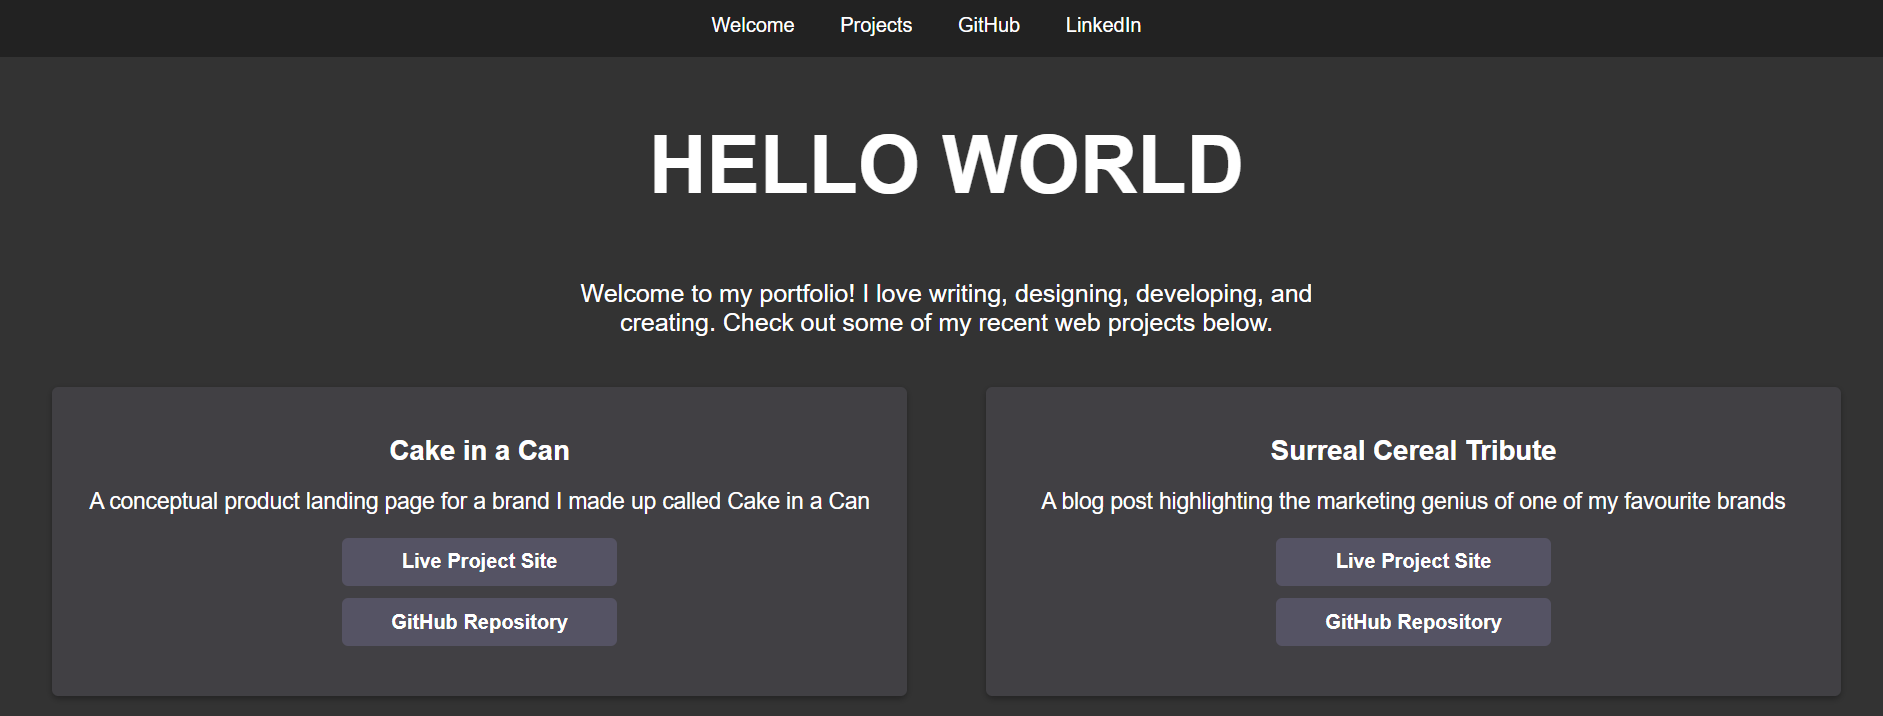 Welcome Projects GitHub LinkedIn
HELLO WORLD
Welcome to my portfolio! I love writing, designing, developing, and
creating. Check out some of my recent web projects below.
Cake in a Can
A conceptual product landing page for a brand I made up called Cake in a Can
Live Project Site
GitHub Repository
Surreal Cereal Tribute
A blog post highlighting the marketing genius of one of my favourite brands
Live Project Site
GitHub Repository